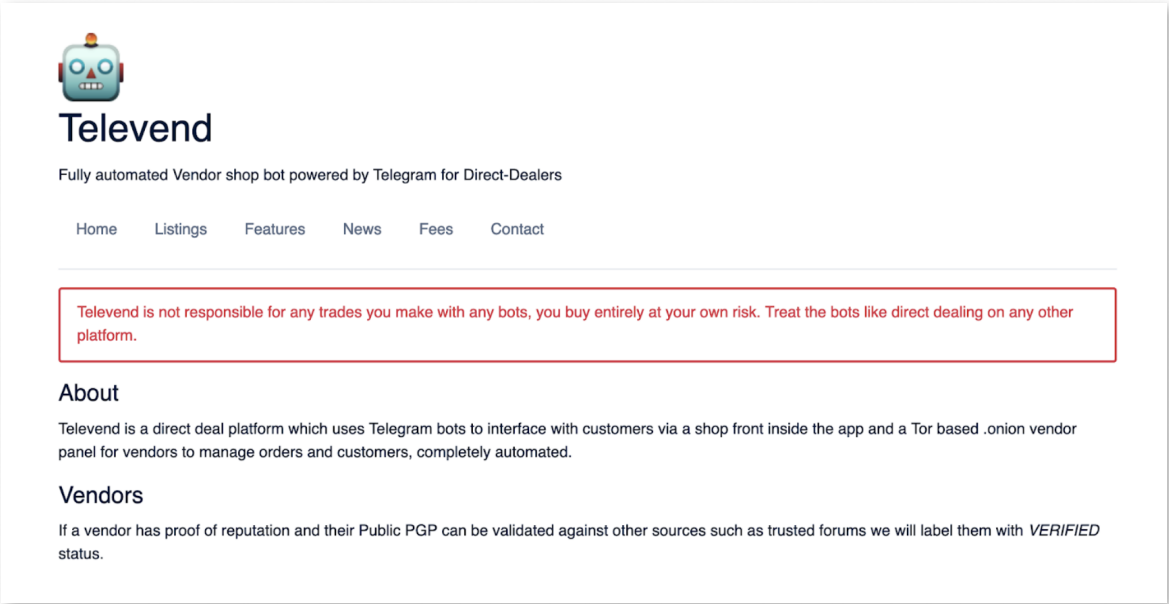 Televend
Fully automated Vendor shop bot powered by Telegram for Direct-Dealers
Home Listings Features News Fees Contact
Televend is not responsible for any trades you make with any bots, you buy entirely at your own risk. Treat the bots like direct dealing on any other
platform.
About
Televend is a direct deal platform which uses Telegram bots to interface with customers via a shop front inside the app and a Tor based .onion vendor
panel for vendors to manage orders and customers, completely automated.
Vendors
If a vendor has proof of reputation and their Public PGP can be validated against other sources such as trusted forums we will label them with VERIFIED
status.